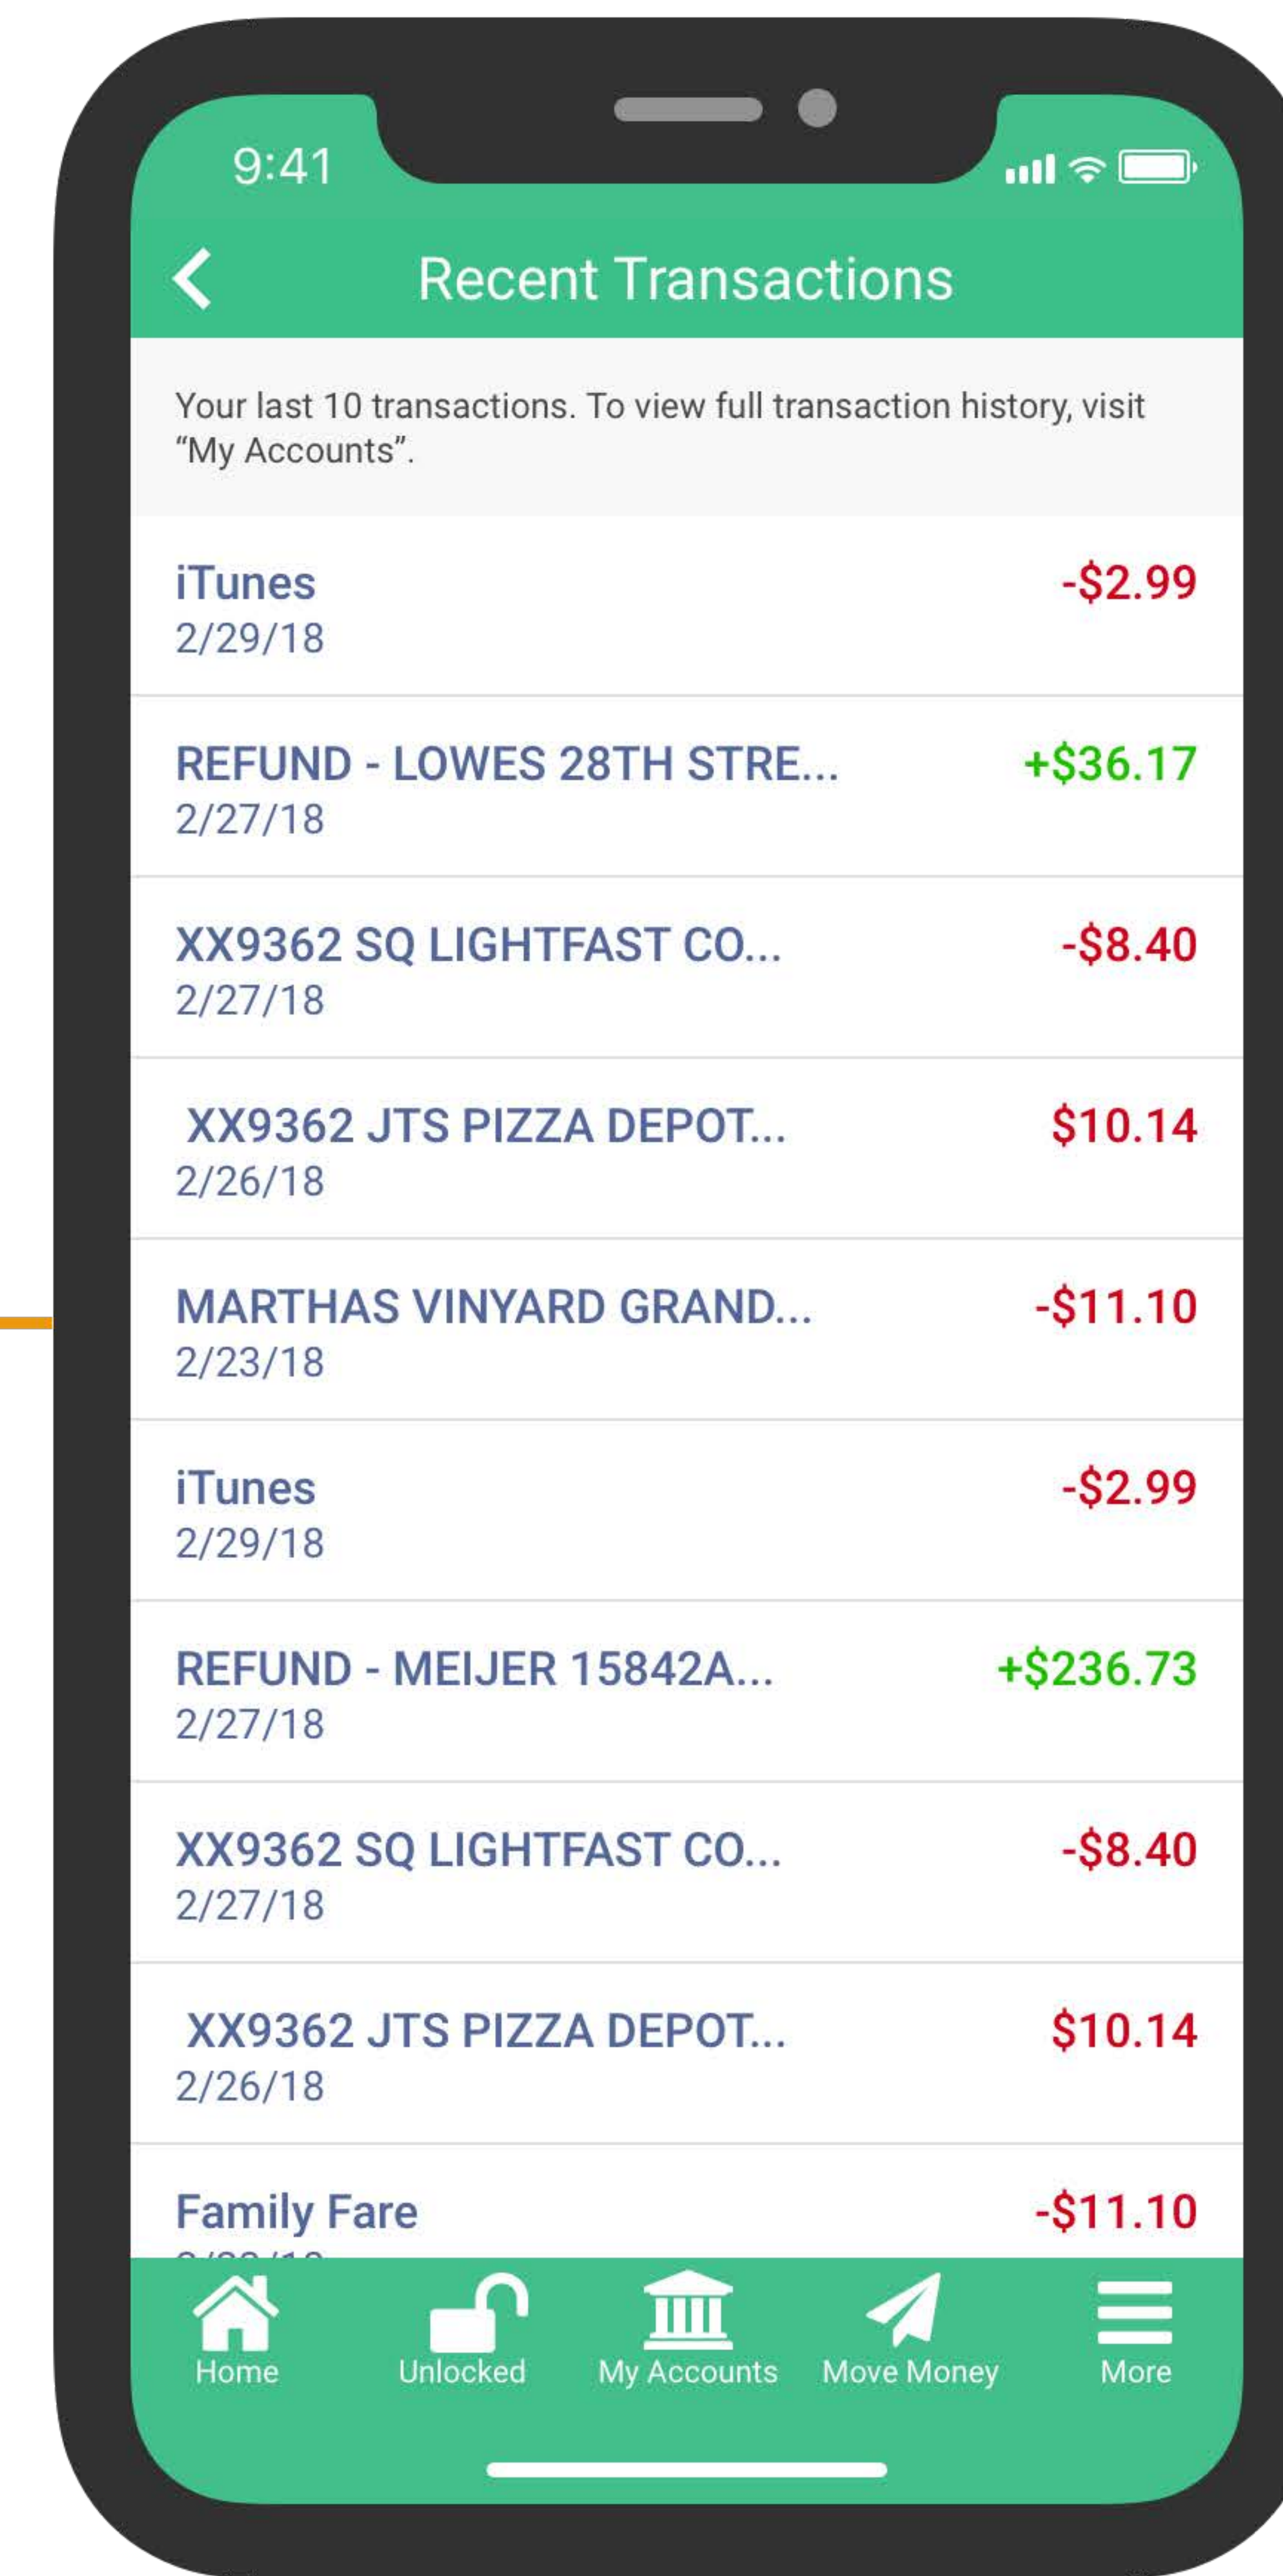 9:41
Recent Transactions
Your last 10 transactions. To view full transaction history, visit
“My Accounts”.
iTunes -$2.99
2/29/18
REFUND - LOWES 28TH STRE... +$36.17
2/27/18
XX9362 SQ LIGHTFAST CO... -$8.40
2/27/18
XX9362 JTS PIZZA DEPOT... $10.14
2/26/18
MARTHAS VINYARD GRAND... -$11.10
2/23/18
iTunes -$2.99
2/29/18
REFUND - MEIJER 15842A... +$236.73
2/27/18
XX9362 SQ LIGHTFAST CO... -$8.40
2/27/18
XX9362 JTS PIZZA DEPOT... $10.14
2/26/18
Family Fare -$11.10
Home Unlocked My Accounts Move Money More